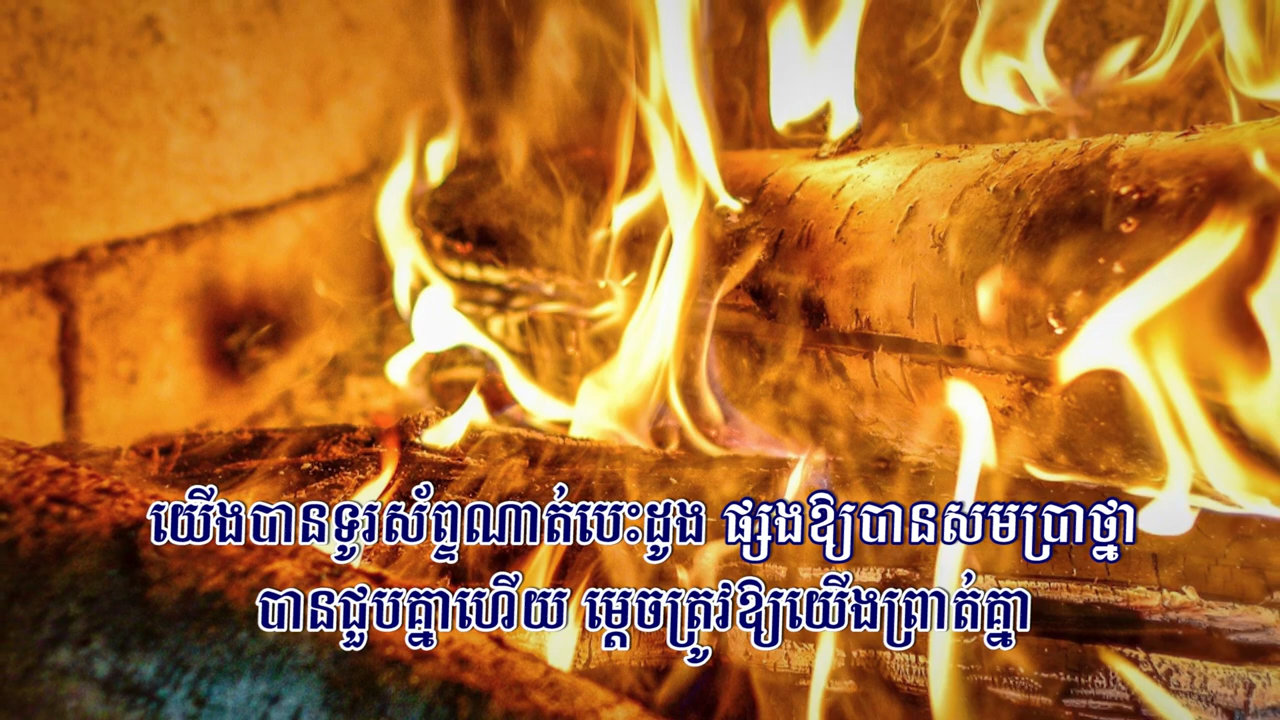 យើងបានទូរស័ព្ទណាត់បេះដូង ផ្សងឱ្យបានសមប្រាថ្នា
បានជួបគ្នាហើយ ម្ដេចត្រូវឱ្យយើងព្រាត់គ្នា